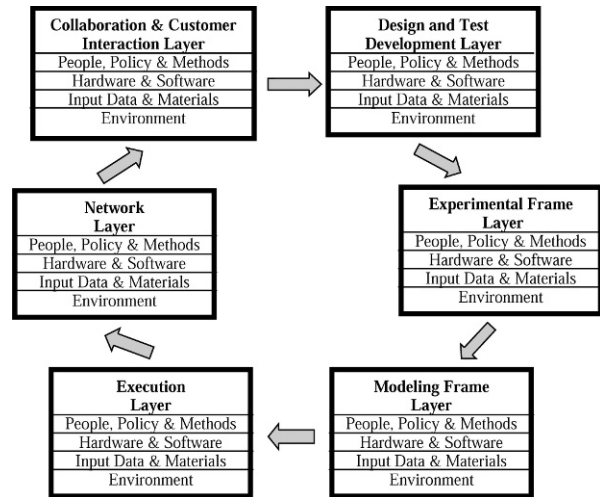 Collaboration & Customer
Interaction Layer
People, Policy & Methods
Hardware & Software
Input Data & Materials
Environment
Design and Test
Development Layer
People, Policy & Methods
Hardware & Software
Input Data & Materials
Environment
Network
Layer
People, Policy & Methods
Hardware & Software
Input Data & Materials
Environment
Experimental Frame
Layer
People, Policy & Methods
Hardware & Software
Input Data & Materials
Environment
Execution
Layer
People, Policy & Methods
Hardware & Software
Input Data & Materials
Environment
Modeling Frame
Layer
People, Policy & Methods
Hardware & Software
Input Data & Materials
Environment